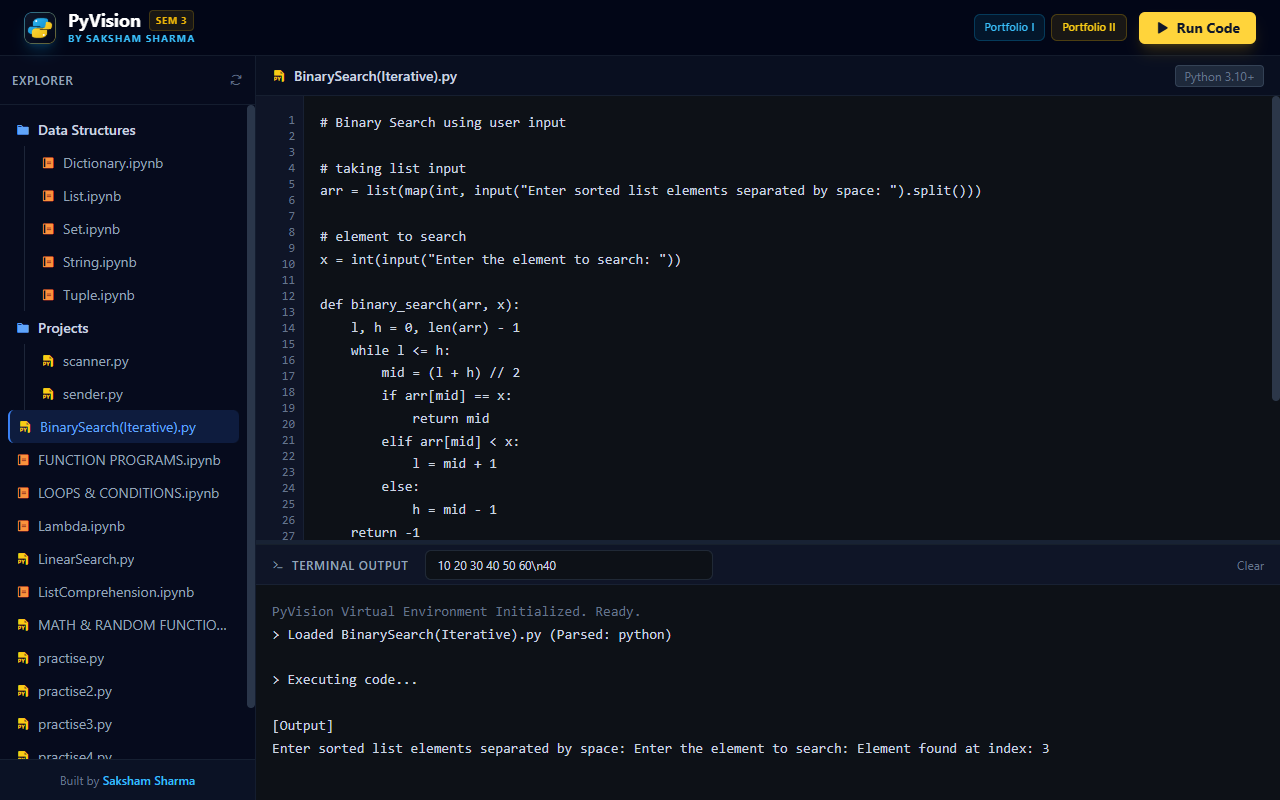 PyVision SEM 3
BY SAKSHAM SHARMA
Portfolio I
Portfolio II
Run Code
EXPLORER
Data Structures
Dictionary.ipynb
List.ipynb
Set.ipynb
String.ipynb
Tuple.ipynb
Projects
scanner.py
sender.py
BinarySearch(Iterative).py
FUNCTION PROGRAMS.ipynb
LOOPS & CONDITIONS.ipynb
Lambda.ipynb
LinearSearch.py
ListComprehension.ipynb
MATH & RANDOM FUNCTIO...
practise.py
practise2.py
practise3.py
practise4.py
Built by Saksham Sharma
BinarySearch(Iterative).py
Python 3.10+
1
2
3
4
5
6
7
8
9
10
11
12
13
14
15
16
17
18
19
20
21
22
23
24
25
26
27
# Binary Search using user input
# taking list input
arr = list(map(int, input("Enter sorted list elements separated by space: ").split()))
# element to search
x = int(input("Enter the element to search: "))
def binary_search(arr, x):
    l, h = 0, len(arr) - 1
    while l <= h:
        mid = (l + h) // 2
        if arr[mid] == x:
            return mid
        elif arr[mid] < x:
            l = mid + 1
        else:
            h = mid - 1
    return -1
TERMINAL OUTPUT
10 20 30 40 50 60\n40
Clear
PyVision Virtual Environment Initialized. Ready.
> Loaded BinarySearch(Iterative).py (Parsed: python)
> Executing code...
[Output]
Enter sorted list elements separated by space: Enter the element to search: Element found at index: 3